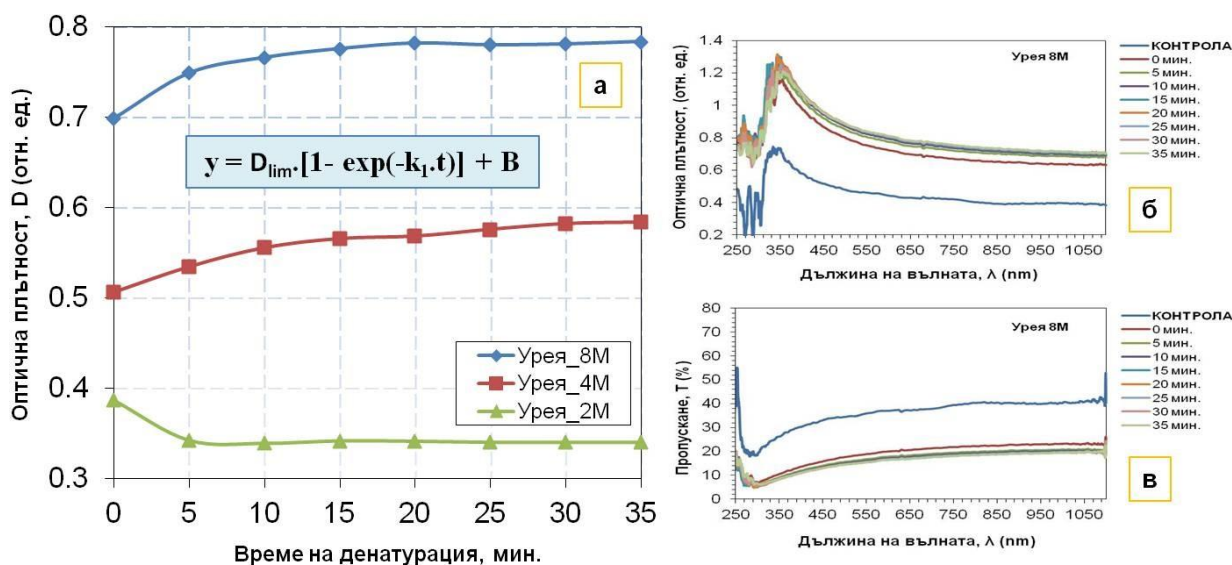 0.8
0.7
0.6
0.5
0.4
0.3
0 5 10 15 20 25 30 35
Оптична плътност, D (отн. ед.)
Време на денатурация, мин.
а
y = Dlim.[1- exp(-k1.t)] + B
Урея_8М
Урея_4М
Урея_2М
1.4
1.2
1.0
0.8
0.6
0.4
0.2
250 350 450 550 650 750 850 950 1050
Оптична плътност, (отн. ед.)
Дължина на вълната, λ (nm)
Урея 8М
КОНТРОЛА
0 мин.
5 мин.
10 мин.
15 мин.
20 мин.
25 мин.
30 мин.
35 мин.
б
80
70
60
50
40
30
20
10
0
250 350 450 550 650 750 850 950 1050
Пропускане, T (%)
Дължина на вълната, λ (nm)
Урея 8М
КОНТРОЛА
0 мин.
5 мин.
10 мин.
15 мин.
20 мин.
25 мин.
30 мин.
35 мин.
в